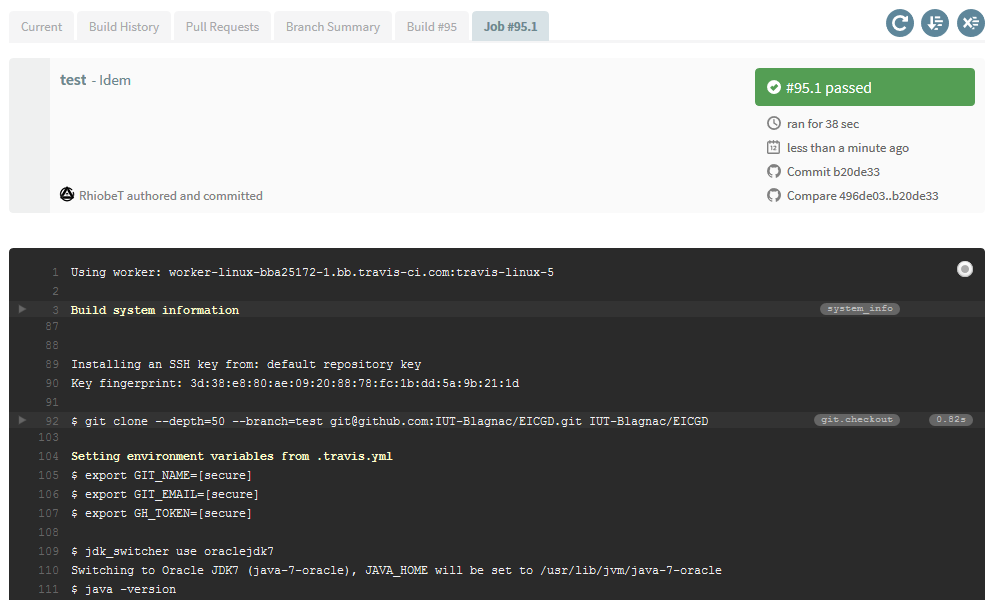 Current Build History Pull Requests Branch Summary Build #95 Job #95.1
test - Idem
#95.1 passed
ran for 38 sec
12 less than a minute ago
Commit b20de33
RhiobeT authored and committed
Compare 496de03..b20de33
1 Using worker: worker-linux-bba25172-1.bb.travis-ci.com:travis-linux-5
2
3 Build system information system_info
87
88
89 Installing an SSH key from: default repository key
90 Key fingerprint: 3d:38:e8:80:ae:09:20:88:78:fc:1b:dd:5a:9b:21:1d
91
92 $ git clone --depth=50 --branch=test git@github.com:IUT-Blagnac/EICGD.git IUT-Blagnac/EICGD git.checkout 0.82s
103
104 Setting environment variables from .travis.yml
105 $ export GIT_NAME=[secure]
106 $ export GIT_EMAIL=[secure]
107 $ export GH_TOKEN=[secure]
108
109 $ jdk_switcher use oraclejdk7
110 Switching to Oracle JDK7 (java-7-oracle), JAVA_HOME will be set to /usr/lib/jvm/java-7-oracle
111 $ java -version